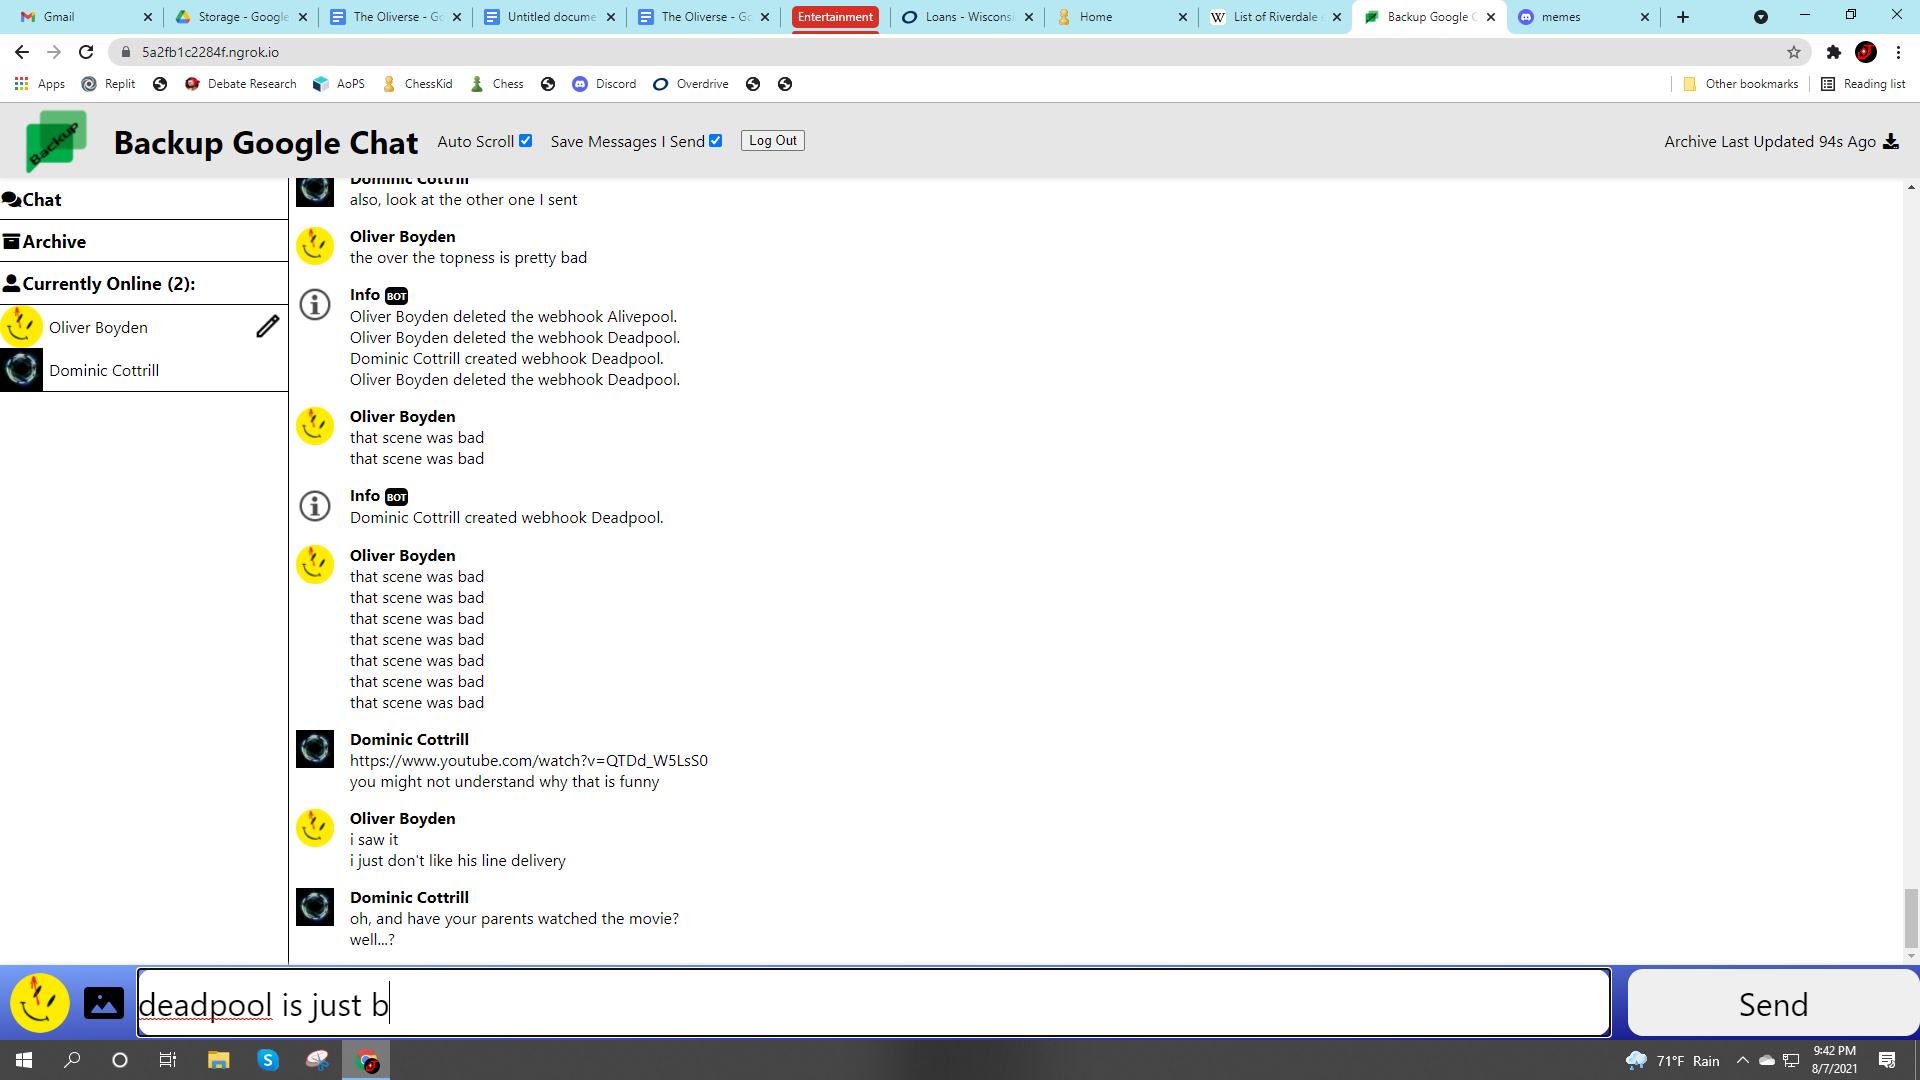 Gmail
Storage - Google
The Oliverse - Go
Untitled docume
The Oliverse - Go
Entertainment
Loans - Wisconsi
Home
List of Riverdale
Backup Google C
memes
5a2fb1c2284f.ngrok.io
Apps
Replit
Debate Research
AoPS
ChessKid
Chess
Discord
Overdrive
Other bookmarks
Reading list
Backup
Backup Google Chat
Auto Scroll
Save Messages I Send
Log Out
Archive Last Updated 94s Ago
Chat
Archive
Currently Online (2):
Oliver Boyden
Dominic Cottrill
Dominic Cottrill
also, look at the other one I sent
Oliver Boyden
the over the topness is pretty bad
Info BOT
Oliver Boyden deleted the webhook Alivepool.
Oliver Boyden deleted the webhook Deadpool.
Dominic Cottrill created webhook Deadpool.
Oliver Boyden deleted the webhook Deadpool.
Oliver Boyden
that scene was bad
that scene was bad
Info BOT
Dominic Cottrill created webhook Deadpool.
Oliver Boyden
that scene was bad
that scene was bad
that scene was bad
that scene was bad
that scene was bad
that scene was bad
that scene was bad
Dominic Cottrill
https://www.youtube.com/watch?v=QTDd_W5LsS0
you might not understand why that is funny
Oliver Boyden
i saw it
i just don't like his line delivery
Dominic Cottrill
oh, and have your parents watched the movie?
well...?
deadpool is just b
Send
71°F Rain
9:42 PM
8/7/2021